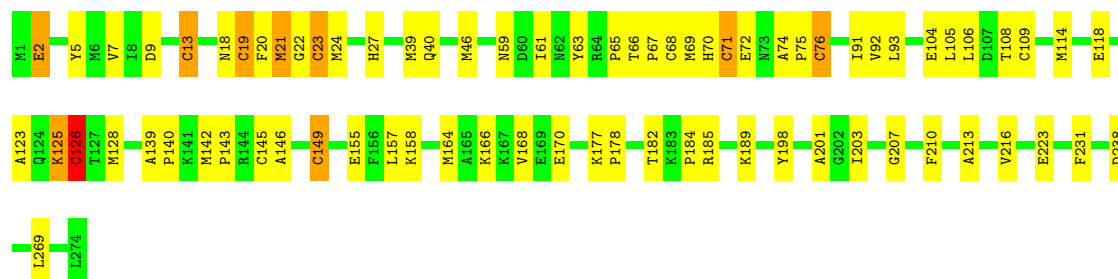 M1 E2 Y5 M6 V7 I8 D9 C13 N18 C19 F20 M21 G22 C23 M24 H27 M39 Q40 M46 N59 D60 I61 N62 Y63 R64 P65 T66 P67 C68 M69 H70 C71 E72 N73 A74 P75 C76 I91 V92 L93 E104 L105 L106 D107 T108 C109 M114 E118
A123 Q124 K125 C126 T127 M128 A139 P140 K141 M142 P143 R144 C145 A146 C149 E155 F156 L157 K158 M164 A165 K166 K167 V168 E169 E170 K177 P178 T182 K183 P184 R185 K189 Y198 A201 G202 I203 G207 F210 A213 V216 E223 F231
L269 L274